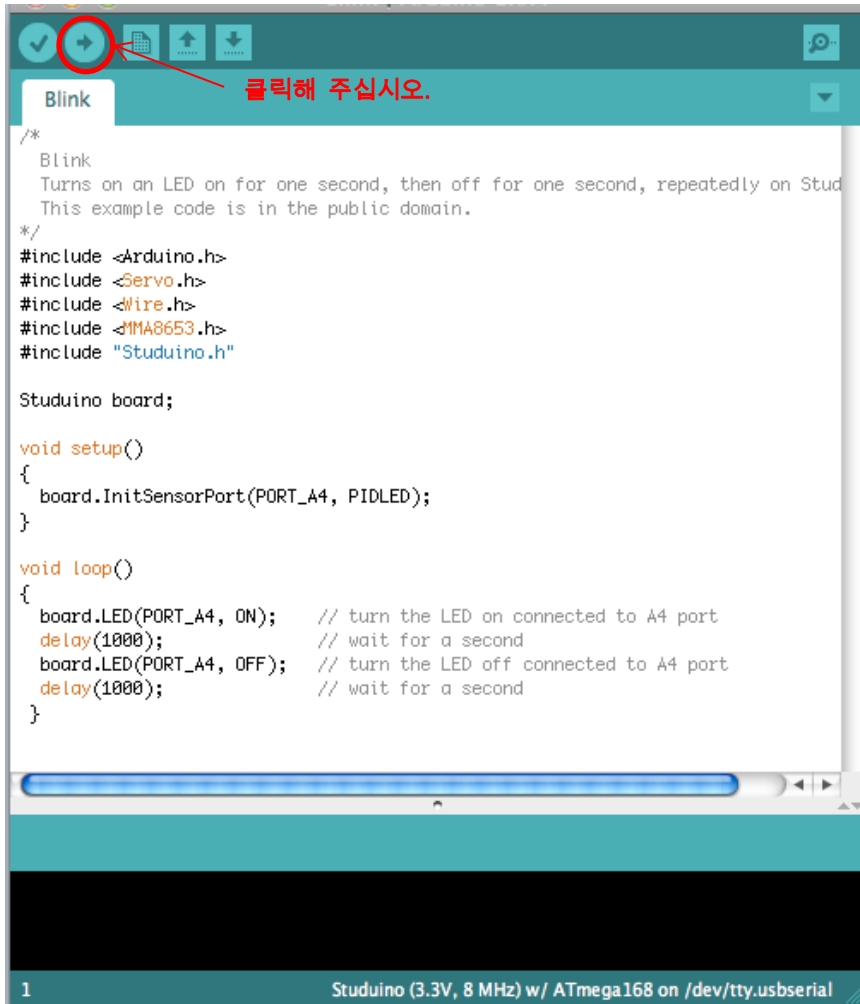 클릭해 주십시오.
Blink
/*
  Blink
  Turns on an LED on for one second, then off for one second, repeatedly on Stud
  This example code is in the public domain.
*/
#include <Arduino.h>
#include <Servo.h>
#include <Wire.h>
#include <MMA8653.h>
#include "Studuino.h"

Studuino board;

void setup()
{
  board.InitSensorPort(PORT_A4, PIDLED);
}

void loop()
{
  board.LED(PORT_A4, ON);    // turn the LED on connected to A4 port
  delay(1000);               // wait for a second
  board.LED(PORT_A4, OFF);   // turn the LED off connected to A4 port
  delay(1000);               // wait for a second
 }
1 Studuino (3.3V, 8 MHz) w/ ATmega168 on /dev/tty.usbserial